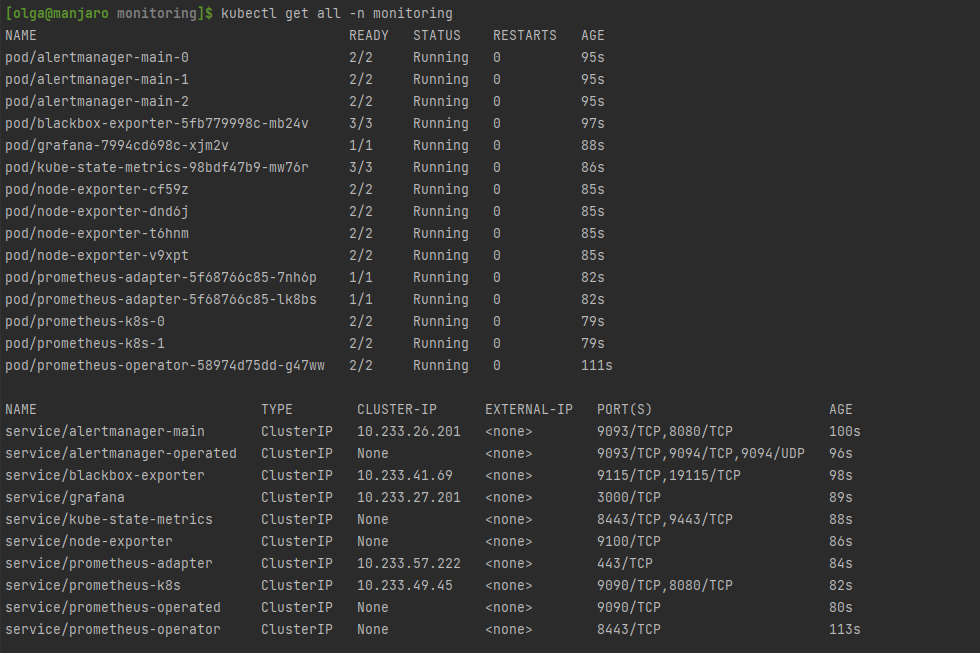 [olga@manjaro monitoring]$ kubectl get all -n monitoring
NAME                                       READY   STATUS    RESTARTS   AGE
pod/alertmanager-main-0                    2/2     Running   0          95s
pod/alertmanager-main-1                    2/2     Running   0          95s
pod/alertmanager-main-2                    2/2     Running   0          95s
pod/blackbox-exporter-5fb779998c-mb24v     3/3     Running   0          97s
pod/grafana-7994cd698c-xjm2v               1/1     Running   0          88s
pod/kube-state-metrics-98bdf47b9-mw76r     3/3     Running   0          86s
pod/node-exporter-cf59z                    2/2     Running   0          85s
pod/node-exporter-dnd6j                    2/2     Running   0          85s
pod/node-exporter-t6hnm                    2/2     Running   0          85s
pod/node-exporter-v9xpt                    2/2     Running   0          85s
pod/prometheus-adapter-5f68766c85-7nh6p    1/1     Running   0          82s
pod/prometheus-adapter-5f68766c85-lk8bs    1/1     Running   0          82s
pod/prometheus-k8s-0                       2/2     Running   0          79s
pod/prometheus-k8s-1                       2/2     Running   0          79s
pod/prometheus-operator-58974d75dd-g47ww   2/2     Running   0          111s
NAME                            TYPE        CLUSTER-IP      EXTERNAL-IP   PORT(S)                      AGE
service/alertmanager-main       ClusterIP   10.233.26.201   <none>        9093/TCP,8080/TCP            100s
service/alertmanager-operated   ClusterIP   None            <none>        9093/TCP,9094/TCP,9094/UDP   96s
service/blackbox-exporter       ClusterIP   10.233.41.69    <none>        9115/TCP,19115/TCP           98s
service/grafana                 ClusterIP   10.233.27.201   <none>        3000/TCP                     89s
service/kube-state-metrics      ClusterIP   None            <none>        8443/TCP,9443/TCP            88s
service/node-exporter           ClusterIP   None            <none>        9100/TCP                     86s
service/prometheus-adapter      ClusterIP   10.233.57.222   <none>        443/TCP                      84s
service/prometheus-k8s          ClusterIP   10.233.49.45    <none>        9090/TCP,8080/TCP            82s
service/prometheus-operated     ClusterIP   None            <none>        9090/TCP                     80s
service/prometheus-operator     ClusterIP   None            <none>        8443/TCP                     113s